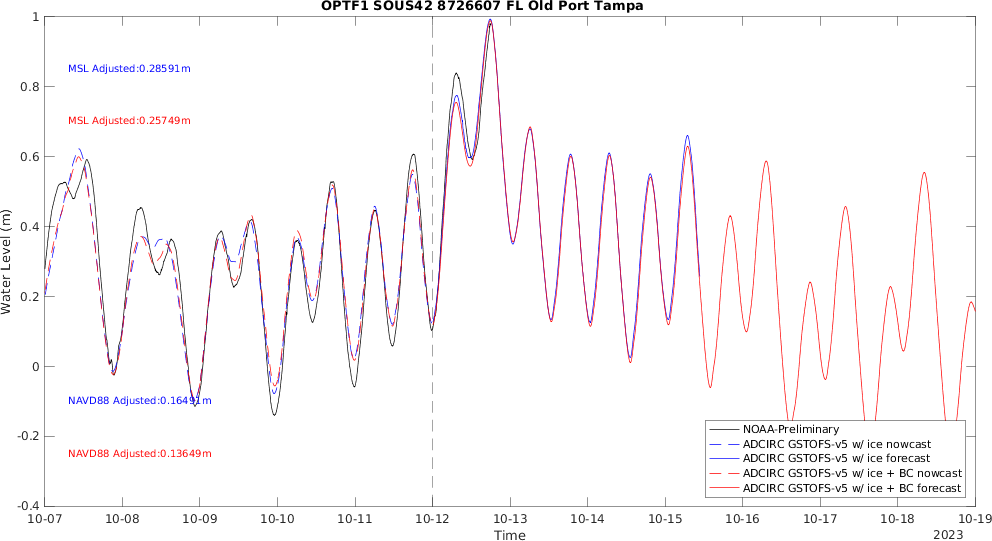 OPTF1 SOUS42 8726607 FL Old Port Tampa
Water Level (m)
1
0.8
0.6
0.4
0.2
0
-0.2
-0.4
MSL Adjusted:0.28591m
MSL Adjusted:0.25749m
NAVD88 Adjusted:0.16491m
NAVD88 Adjusted:0.13649m
NOAA-Preliminary
ADCIRC GSTOFS-v5 w/ ice nowcast
ADCIRC GSTOFS-v5 w/ ice forecast
ADCIRC GSTOFS-v5 w/ ice + BC nowcast
ADCIRC GSTOFS-v5 w/ ice + BC forecast
10-07 10-08 10-09 10-10 10-11 10-12 10-13 10-14 10-15 10-16 10-17 10-18 10-19
Time
2023